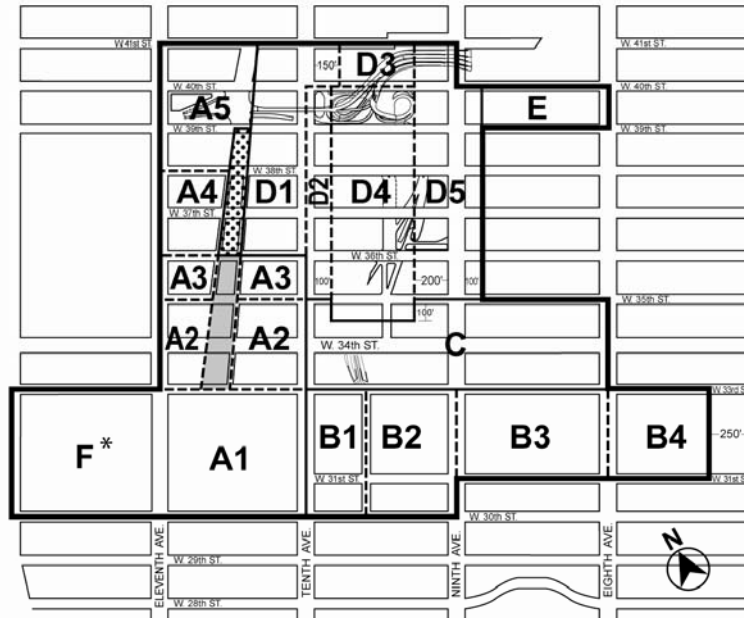 W. 41st ST.
W. 41st ST.
150'
D3
W. 40th ST.
W. 40th ST.
A5
E
W. 39th ST.
W. 39th ST.
W. 38th ST.
A4
D1
D2
D4
D5
W. 37th ST.
W. 36th ST.
A3
A3
100'
200'
100'
W. 35th ST.
100'
A2
A2
W. 34th ST.
C
W. 33rd S
F*
A1
B1
B2
B3
B4
250'
W. 31st ST.
W. 31st S
W. 30th ST.
ELEVENTH AVE.
TENTH AVE.
NINTH AVE.
EIGHTH AVE.
N
W. 29th ST.
W. 28th ST.